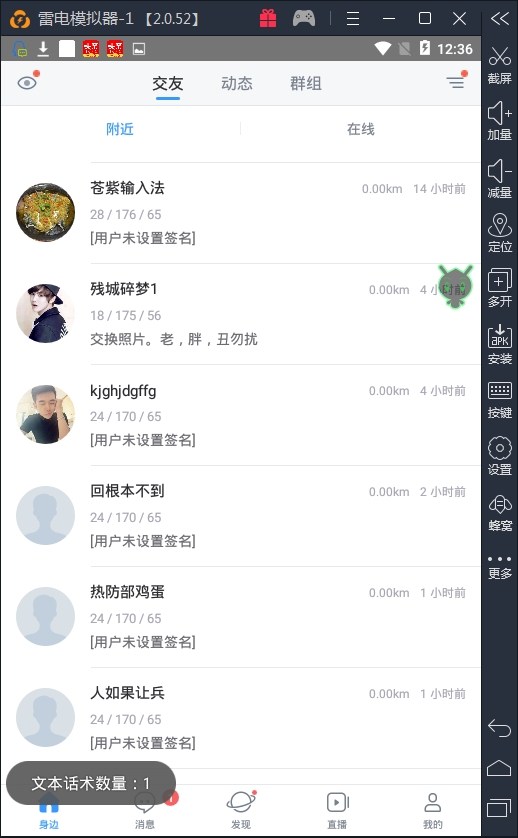 雷电模拟器-1 【2.0.52】
12:36
交友 动态 群组
附近 在线
苍紫输入法 0.00km 14 小时前
28 / 176 / 65
[用户未设置签名]
残城碎梦1 0.00km 4 小时前
18 / 175 / 56
交换照片。老，胖，丑勿扰
kjghjdgffg 0.00km 4 小时前
24 / 170 / 65
[用户未设置签名]
回根本不到 0.00km 2 小时前
24 / 170 / 65
[用户未设置签名]
热防部鸡蛋 0.00km 1 小时前
24 / 170 / 65
[用户未设置签名]
人如果让兵 0.00km 1 小时前
24 / 170 / 65
[用户未设置签名]
文本话术数量：1
身边 消息 发现 直播 我的
截屏
加量
减量
定位
多开
APK
安装
按键
设置
蜂窝
更多